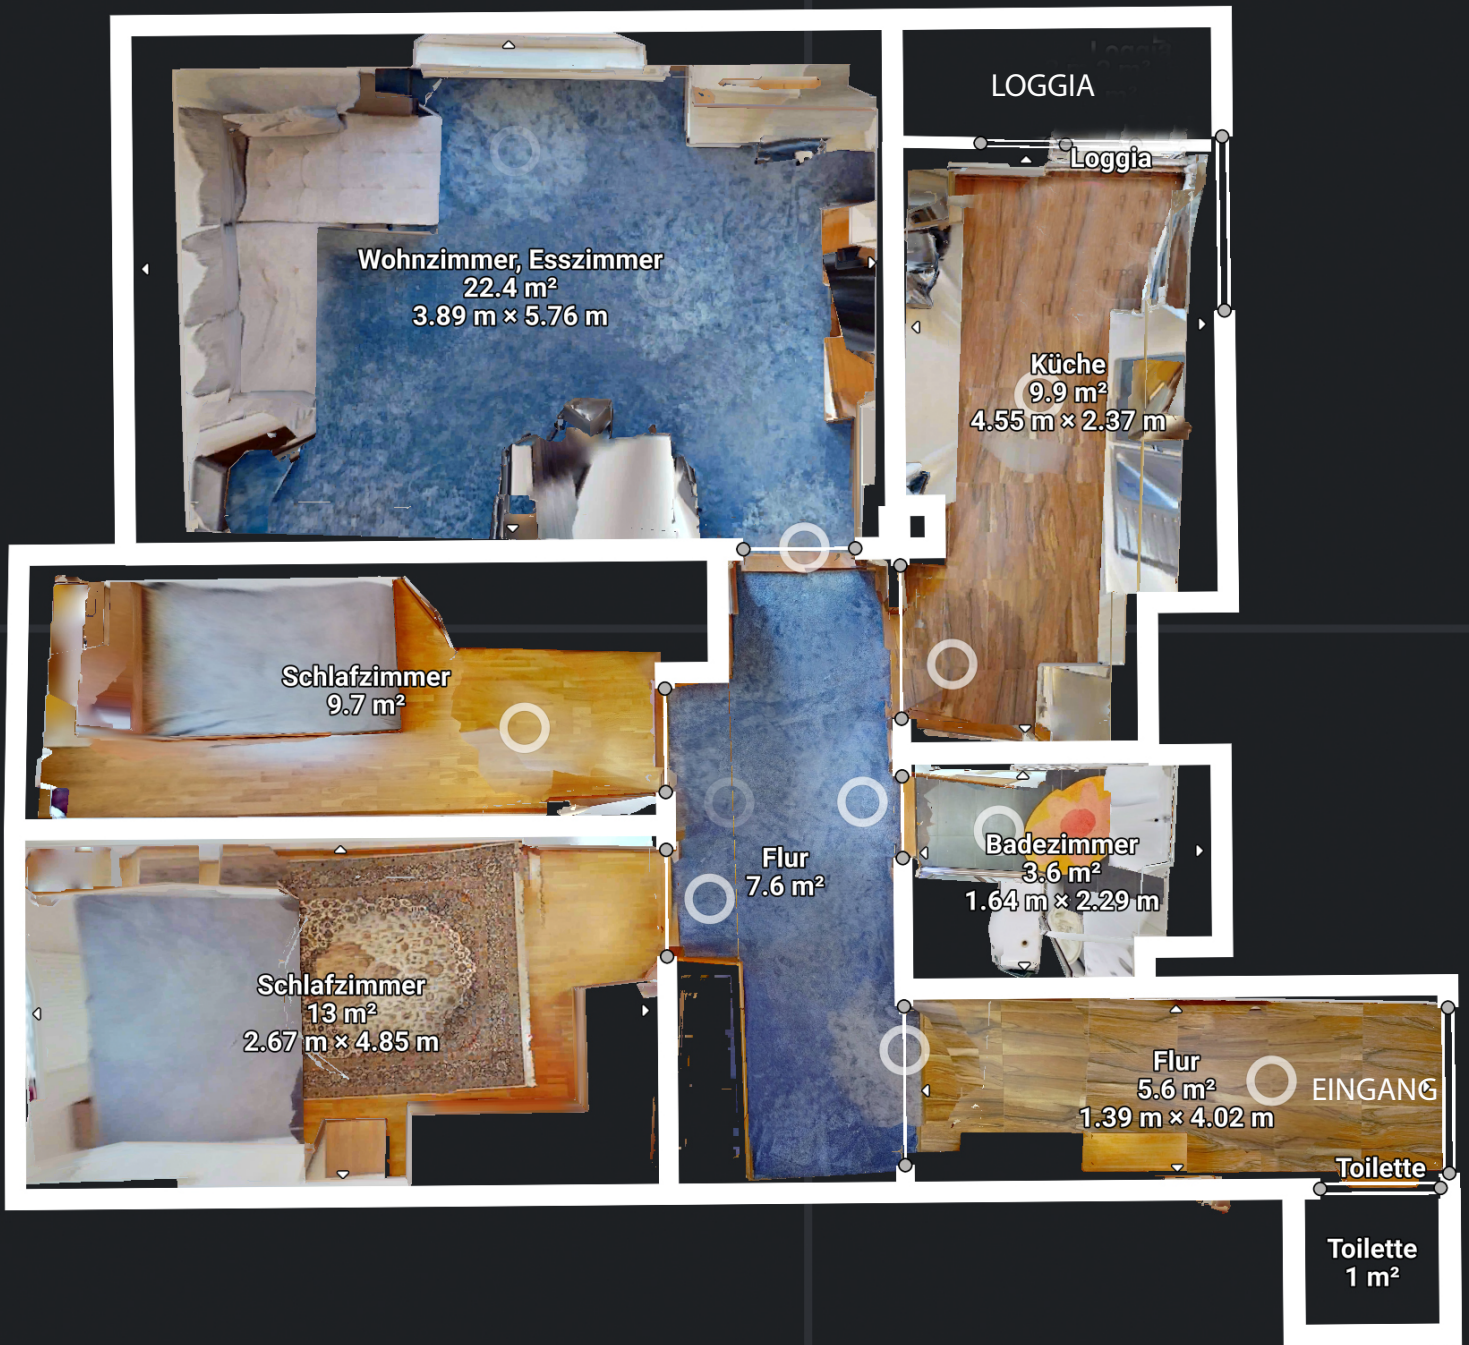 LOGGIA
Loggia
Wohnzimmer, Esszimmer
22.4 m²
3.89 m × 5.76 m
Küche
9.9 m²
4.55 m × 2.37 m
Schlafzimmer
9.7 m²
Flur
7.6 m²
Badezimmer
3.6 m²
1.64 m × 2.29 m
Schlafzimmer
13 m²
2.67 m × 4.85 m
Flur
5.6 m²
1.39 m × 4.02 m
EINGANG
Toilette
Toilette
1 m²